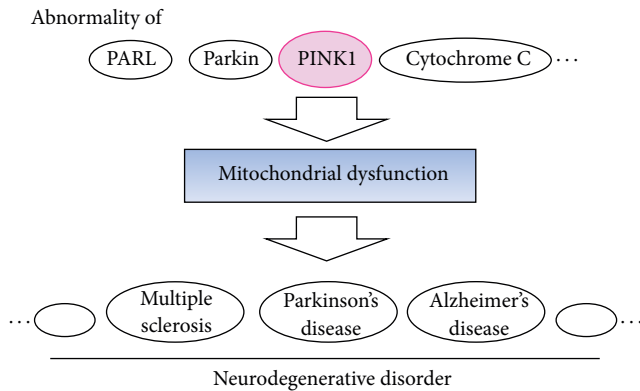 Abnormality of
PARL Parkin PINK1 Cytochrome C ...
Mitochondrial dysfunction
Multiple sclerosis
Parkinson's disease
Alzheimer's disease
... ...
Neurodegenerative disorder